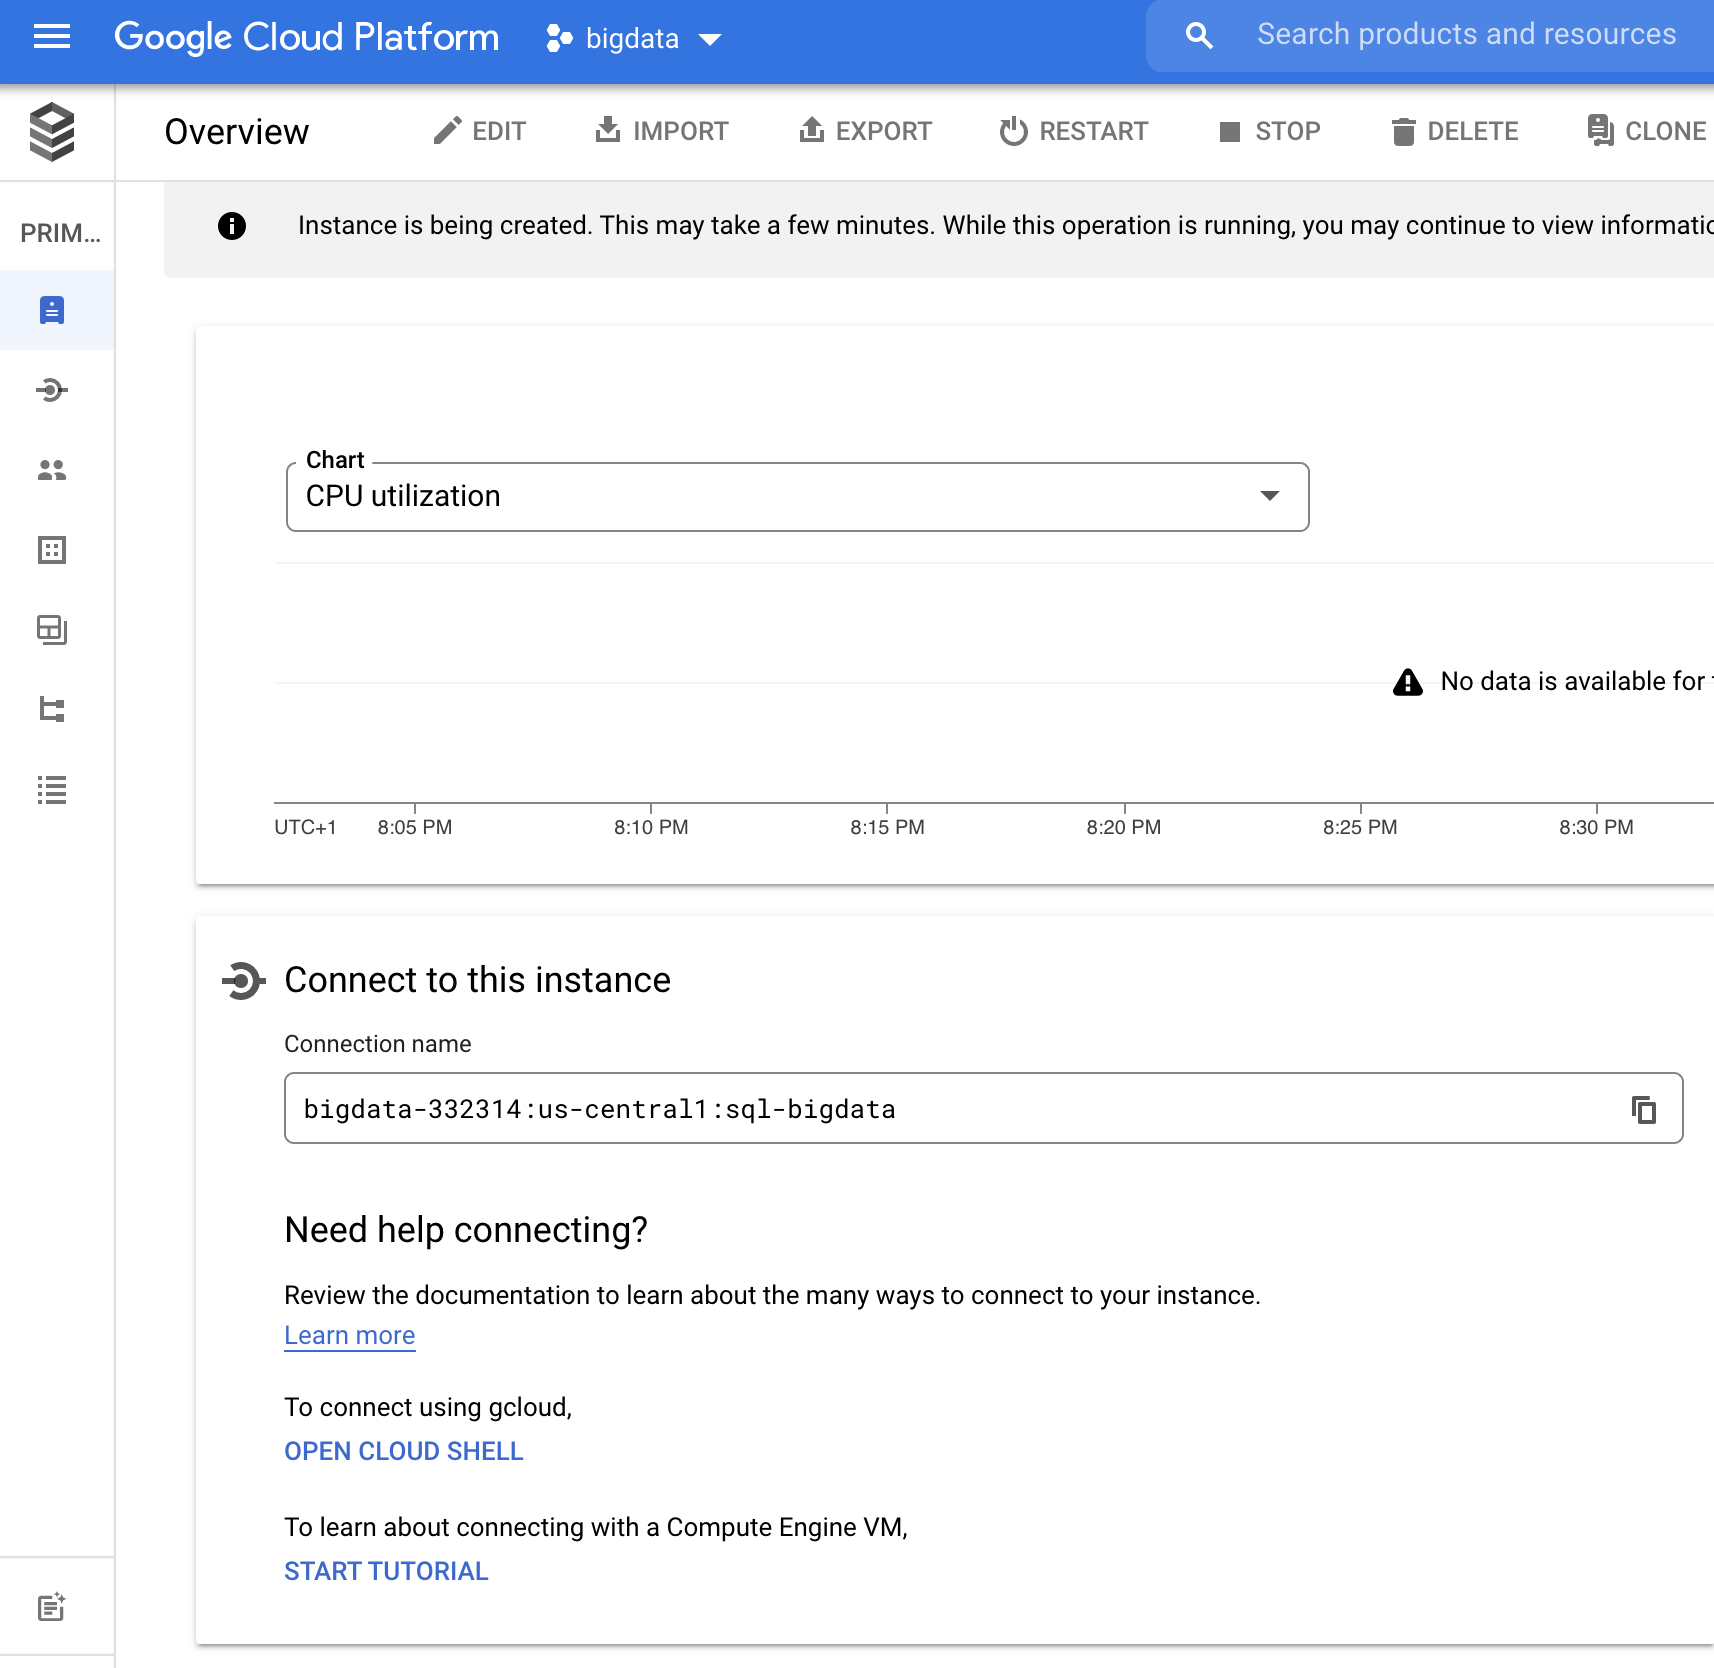 Google Cloud Platform bigdata Search products and resources
Overview EDIT IMPORT EXPORT RESTART STOP DELETE CLONE
PRIM...
Instance is being created. This may take a few minutes. While this operation is running, you may continue to view
Chart
CPU utilization
No data is available for
UTC+1 8:05 PM 8:10 PM 8:15 PM 8:20 PM 8:25 PM 8:30 PM
Connect to this instance
Connection name
bigdata-332314:us-central1:sql-bigdata
Need help connecting?
Review the documentation to learn about the many ways to connect to your instance.
Learn more
To connect using gcloud,
OPEN CLOUD SHELL
To learn about connecting with a Compute Engine VM,
START TUTORIAL